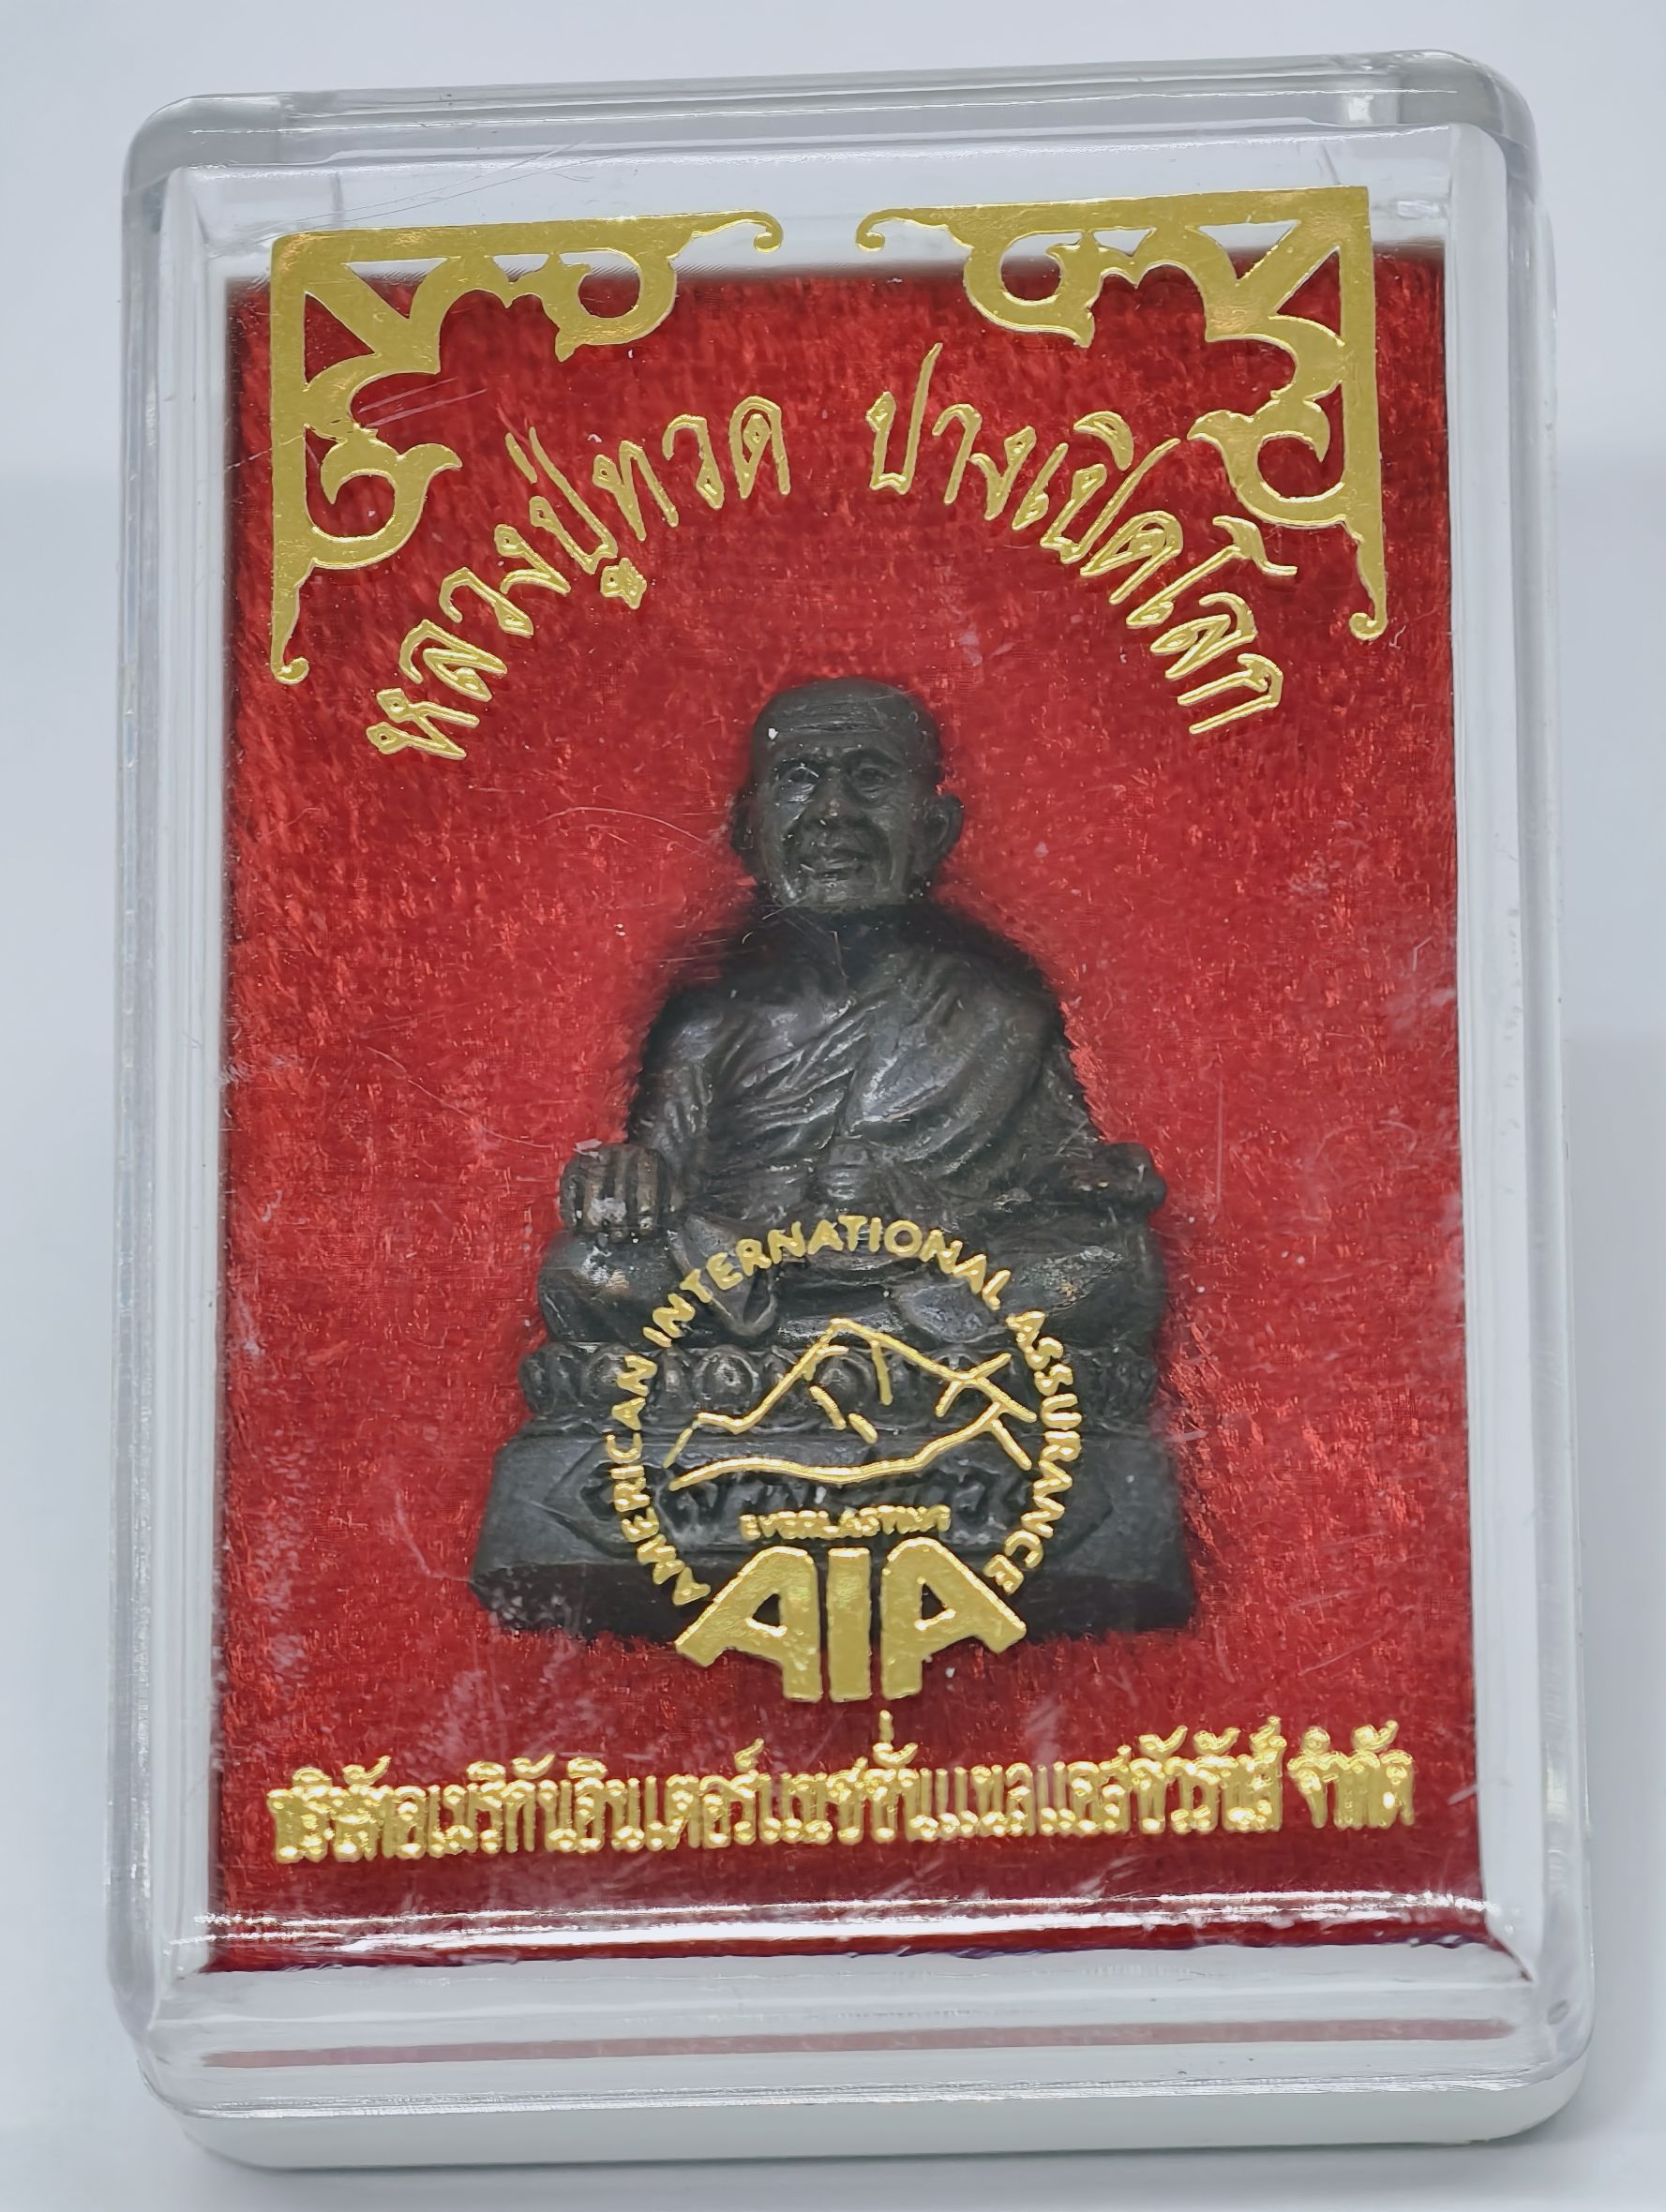 หลวงปู่ทวด ปางเปิดโลก
AMERICAN INTERNATIONAL ASSURANCE
EVERLASTING
AIA
บริษัทอเมริกันอินเตอร์แนชชั่นแนลแอสชัวรันส์ จำกัด